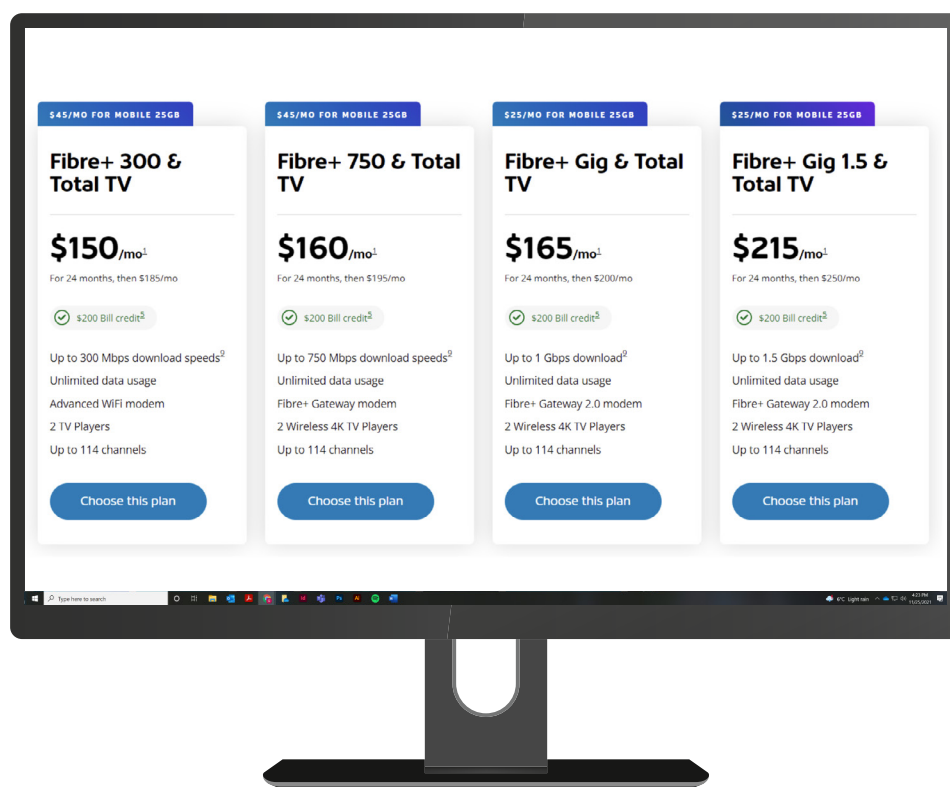 $45/MO FOR MOBILE 25GB
Fibre+ 300 &
Total TV
$150/mo1
For 24 months, then $185/mo
$200 Bill credit5
Up to 300 Mbps download speeds9
Unlimited data usage
Advanced WiFi modem
2 TV Players
Up to 114 channels
Choose this plan
$45/MO FOR MOBILE 25GB
Fibre+ 750 & Total
TV
$160/mo1
For 24 months, then $195/mo
$200 Bill credit5
Up to 750 Mbps download speeds9
Unlimited data usage
Fibre+ Gateway modem
2 Wireless 4K TV Players
Up to 114 channels
Choose this plan
$25/MO FOR MOBILE 25GB
Fibre+ Gig & Total
TV
$165/mo1
For 24 months, then $200/mo
$200 Bill credit5
Up to 1 Gbps download9
Unlimited data usage
Fibre+ Gateway 2.0 modem
2 Wireless 4K TV Players
Up to 114 channels
Choose this plan
$25/MO FOR MOBILE 25GB
Fibre+ Gig 1.5 &
Total TV
$215/mo1
For 24 months, then $250/mo
$200 Bill credit5
Up to 1.5 Gbps download9
Unlimited data usage
Fibre+ Gateway 2.0 modem
2 Wireless 4K TV Players
Up to 114 channels
Choose this plan
Type here to search
6°C Light rain
4:23 PM
11/25/2021